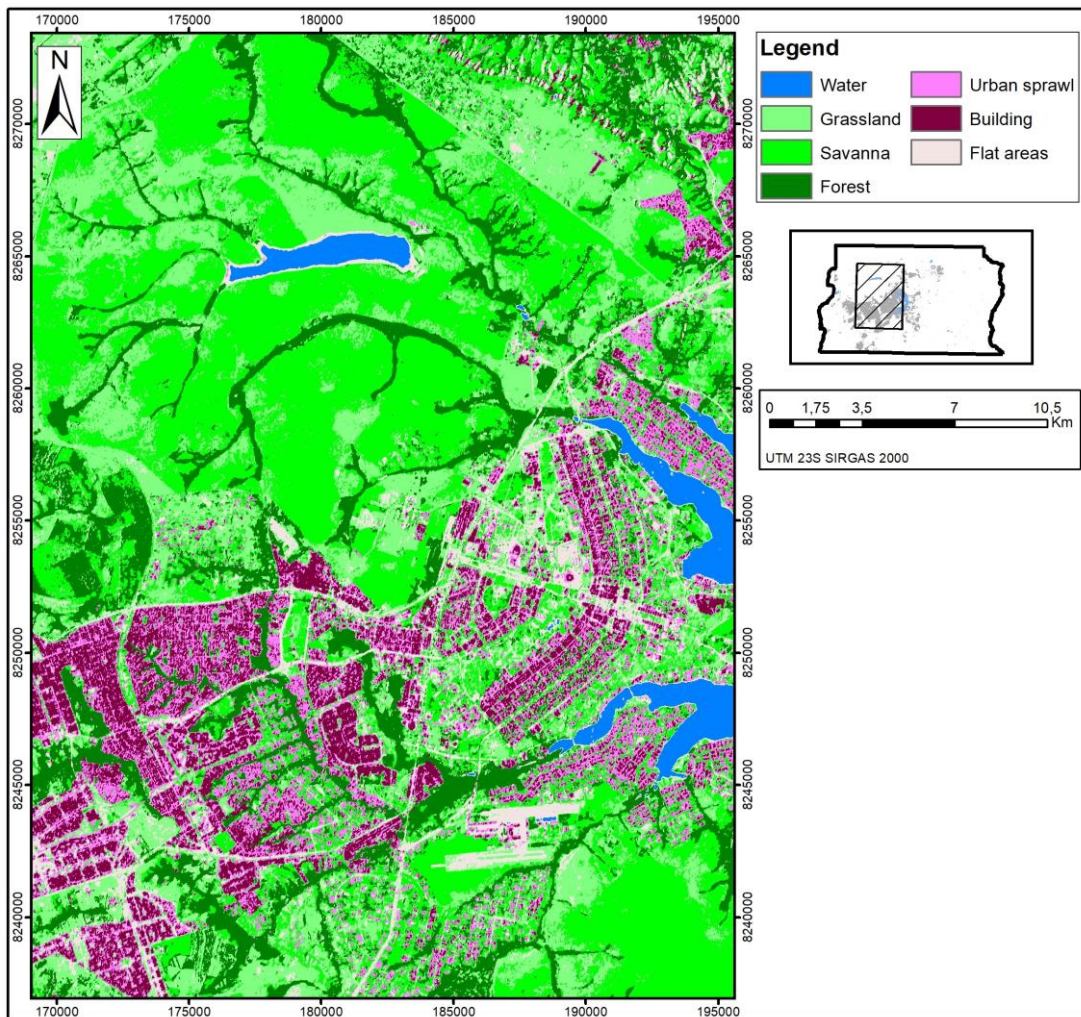 170000 175000 180000 185000 190000 195000
N
8270000
8265000
8260000
8255000
8250000
8245000
8240000
8270000
8265000
8260000
8255000
8250000
8245000
8240000
170000 175000 180000 185000 190000 195000
Legend
Water
Grassland
Savanna
Forest
Urban sprawl
Building
Flat areas
0 1,75 3,5 7 10,5
Km
UTM 23S SIRGAS 2000